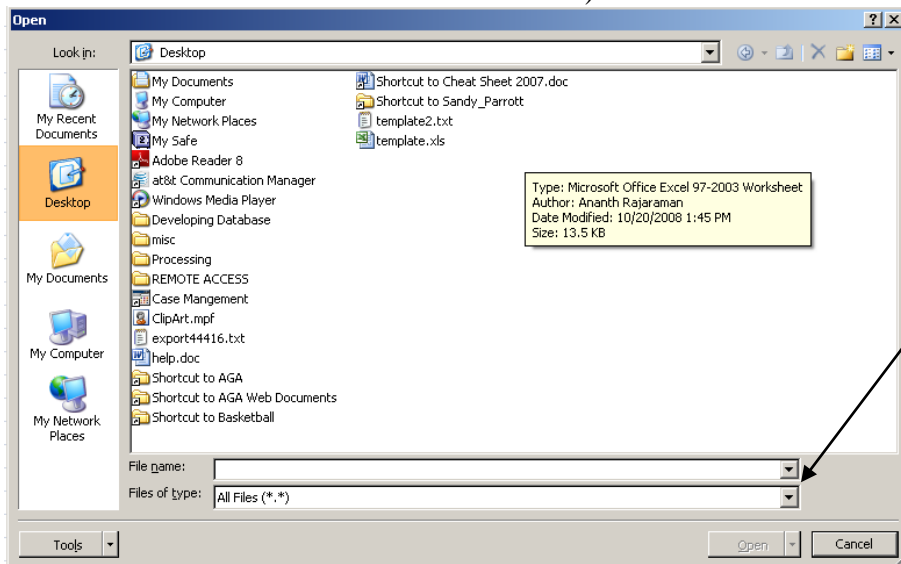 )
Open
Look in:
Desktop
My Recent
Documents
Desktop
My Documents
My Computer
My Network
Places
My Documents
My Computer
My Network Places
My Safe
Adobe Reader 8
at&t Communication Manager
Windows Media Player
Developing Database
misc
Processing
REMOTE ACCESS
Case Mangement
ClipArt.mpf
export44416.txt
help.doc
Shortcut to AGA
Shortcut to AGA Web Documents
Shortcut to Basketball
Shortcut to Cheat Sheet 2007.doc
Shortcut to Sandy_Parrott
template2.txt
template.xls
Type: Microsoft Office Excel 97-2003 Worksheet
Author: Ananth Rajaraman
Date Modified: 10/20/2008 1:45 PM
Size: 13.5 KB
File name:
Files of type:
All Files (*.*)
Tools
Open
Cancel